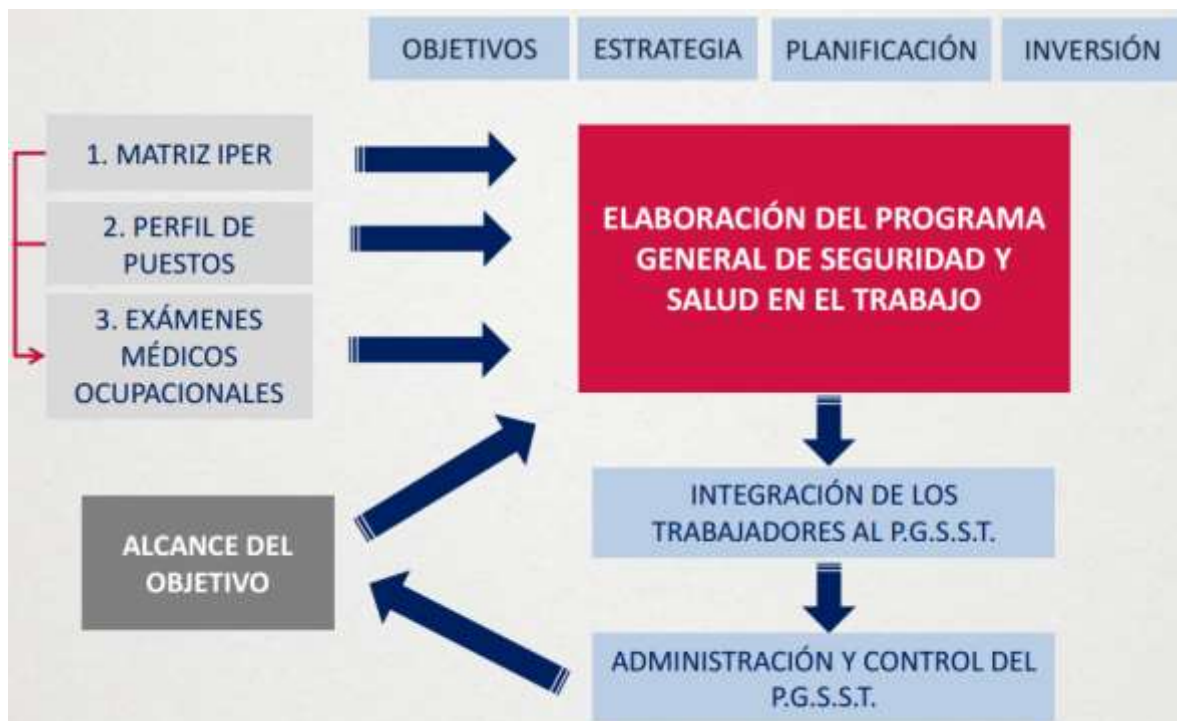 OBJETIVOS
ESTRATEGIA
PLANIFICACIÓN
INVERSIÓN
1. MATRIZ IPER
2. PERFIL DE
PUESTOS
3. EXÁMENES
MÉDICOS
OCUPACIONALES
ELABORACIÓN DEL PROGRAMA
GENERAL DE SEGURIDAD Y
SALUD EN EL TRABAJO
INTEGRACIÓN DE LOS
TRABAJADORES AL P.G.S.S.T.
ALCANCE DEL
OBJETIVO
ADMINISTRACIÓN Y CONTROL DEL
P.G.S.S.T.